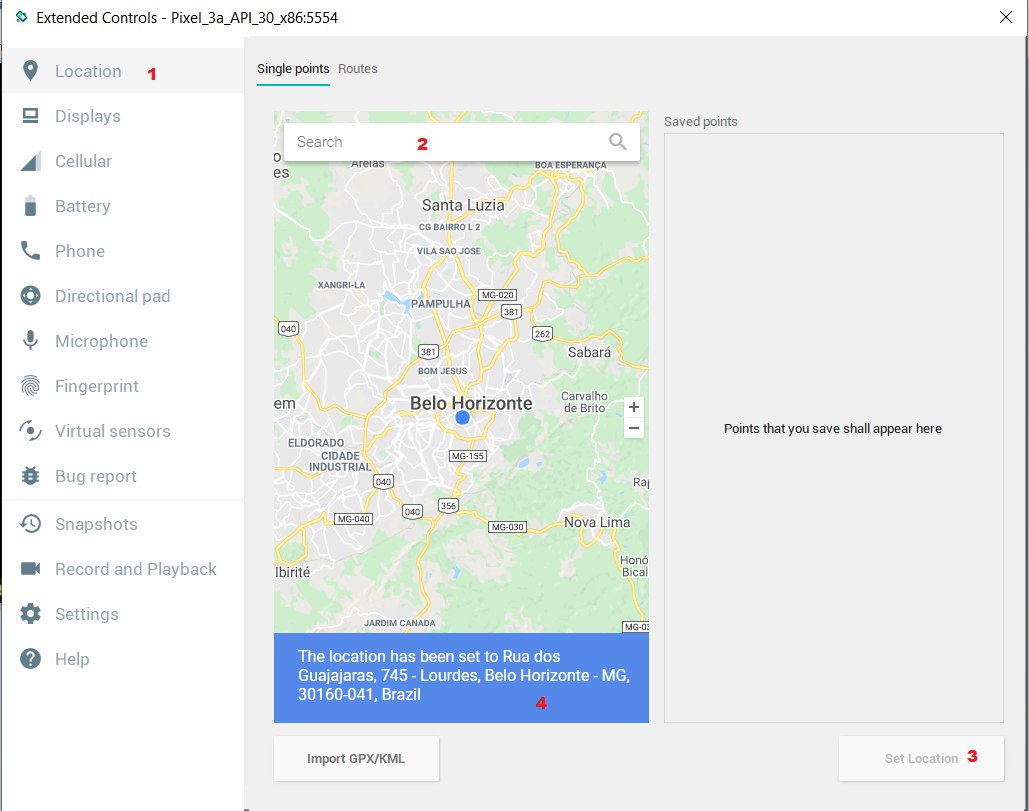 Extended Controls - Pixel_3a_API_30_x86:5554
Location 1
Displays
Cellular
Battery
Phone
Directional pad
Microphone
Fingerprint
Virtual sensors
Bug report
Snapshots
Record and Playback
Settings
Help
Single points Routes
Search 2
o
es
Areias
BOA ESPERANÇA
Santa Luzia
CG BAIRRO L 2
VILA SAO JOSE
XANGRI-LA
MG-020
PAMPULHA
381
040
262
381
Sabará
BOM JESUS
Carvalho
de Brito
em
Belo Horizonte
+
−
ELDORADO
CIDADE
INDUSTRIAL
MG-155
040
Rap
356
040
MG-040
MG-030
Nova Lima
Honó
Bical
Ibirité
JARDIM CANADA
MG-03
The location has been set to Rua dos
Guajajaras, 745 - Lourdes, Belo Horizonte - MG,
30160-041, Brazil
4
Import GPX/KML
Saved points
Points that you save shall appear here
Set Location 3